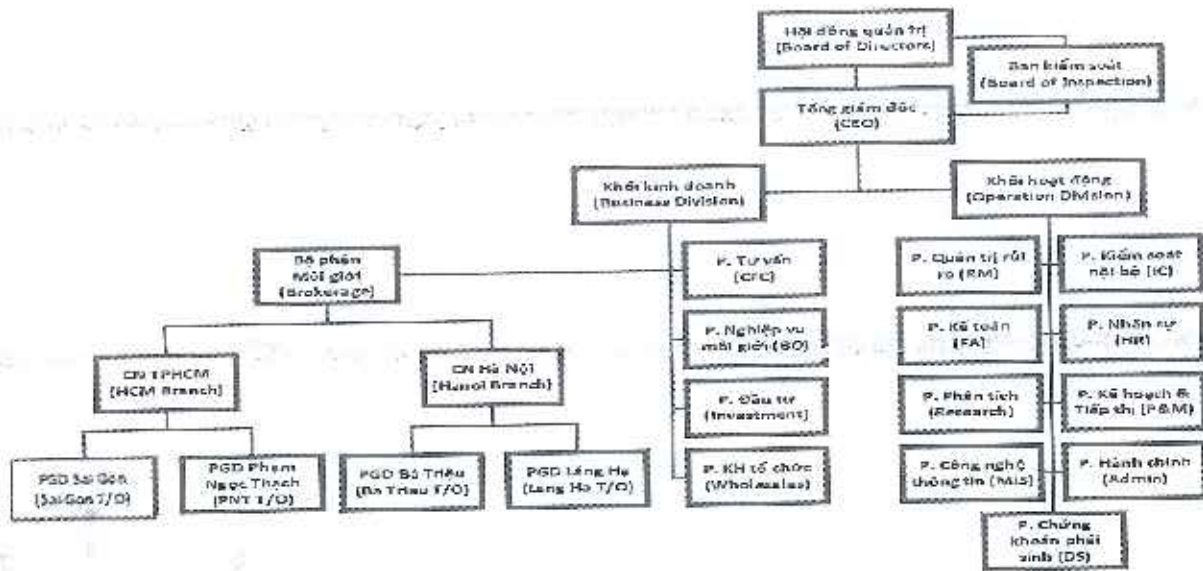 Hội đồng quản trị
(Board of Directors)
Ban kiểm soát
(Board of Inspection)
Tổng giám đốc
(CEO)
Khối kinh doanh
(Business Division)
Khối hoạt động
(Operation Division)
Bộ phận
Môi giới
(Brokerage)
P. Tư vấn
(CFC)
P. Quản trị rủi
ro (RM)
P. Kiểm soát
nội bộ (IC)
P. Nghiệp vụ
môi giới (BO)
P. Kế toán
(FA)
P. Nhân sự
(HR)
CN TPHCM
(HCM Branch)
CN Hà Nội
(Hanoi Branch)
P. Đầu tư
(Investment)
P. Phân tích
(Research)
P. Kế hoạch &
Tiếp thị (P&M)
PGD Sài Gòn
(Sai Gon T/O)
PGD Phạm
Ngọc Thạch
(PNT T/O)
PGD Bà Triệu
(Ba Trieu T/O)
PGD Láng Hạ
(Lang Ha T/O)
P. KH tổ chức
(Wholesales)
P. Công nghệ
thông tin (MIS)
P. Hành chính
(Admin)
P. Chứng
khoán phái
sinh (DS)